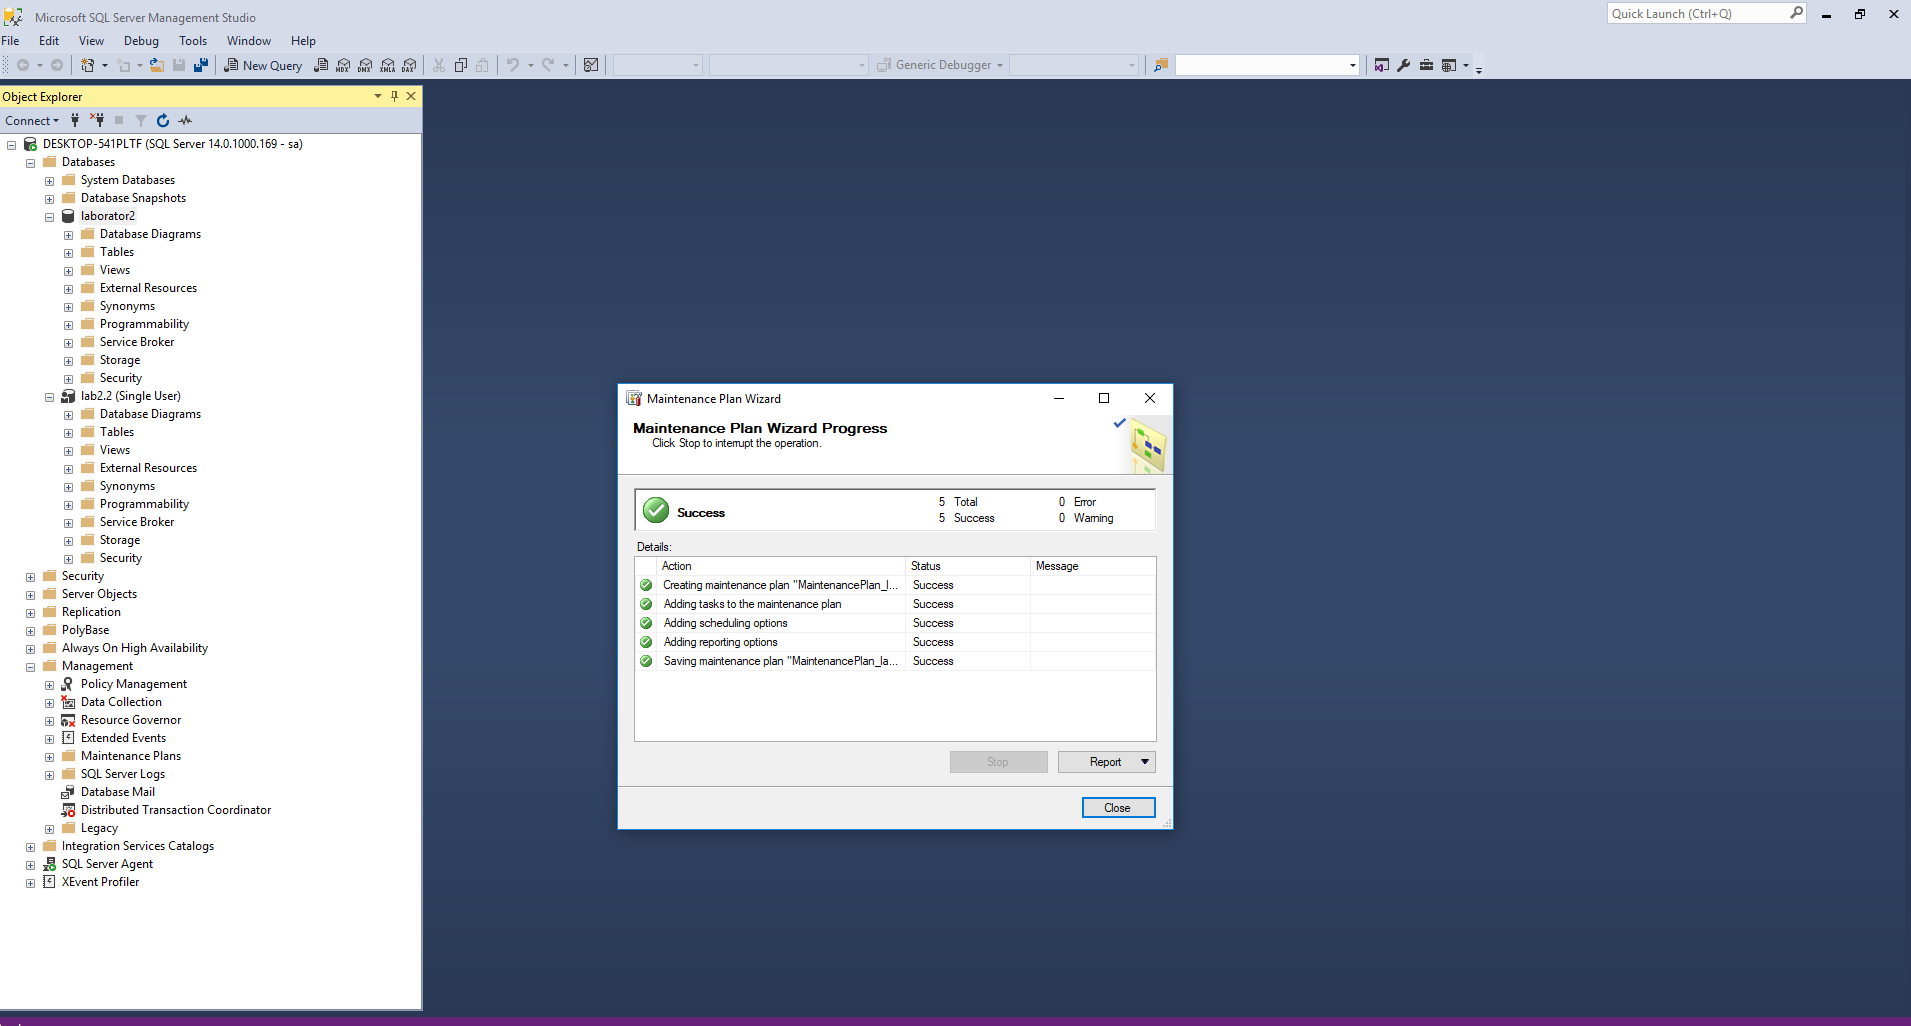 Microsoft SQL Server Management Studio
Quick Launch (Ctrl+Q)
File Edit View Debug Tools Window Help
New Query
MDX DMX XMLA DAX
Generic Debugger
Object Explorer
Connect
DESKTOP-541PLTF (SQL Server 14.0.1000.169 - sa)
Databases
System Databases
Database Snapshots
laborator2
Database Diagrams
Tables
Views
External Resources
Synonyms
Programmability
Service Broker
Storage
Security
lab2.2 (Single User)
Database Diagrams
Tables
Views
External Resources
Synonyms
Programmability
Service Broker
Storage
Security
Security
Server Objects
Replication
PolyBase
Always On High Availability
Management
Policy Management
Data Collection
Resource Governor
Extended Events
Maintenance Plans
SQL Server Logs
Database Mail
Distributed Transaction Coordinator
Legacy
Integration Services Catalogs
SQL Server Agent
XEvent Profiler
Maintenance Plan Wizard
Maintenance Plan Wizard Progress
Click Stop to interrupt the operation.
Success
5 Total 0 Error
5 Success 0 Warning
Details:
Action Status Message
Creating maintenance plan "MaintenancePlan_l... Success
Adding tasks to the maintenance plan Success
Adding scheduling options Success
Adding reporting options Success
Saving maintenance plan "MaintenancePlan_la... Success
Stop Report
Close